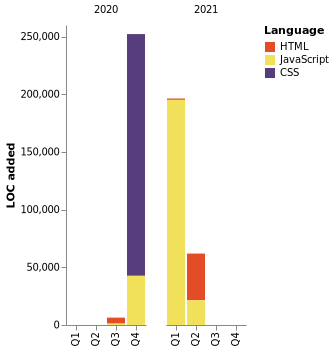 2020 2021
Language
HTML
JavaScript
CSS
LOC added
250,000
200,000
150,000
100,000
50,000
0
Q1 Q2 Q3 Q4 Q1 Q2 Q3 Q4